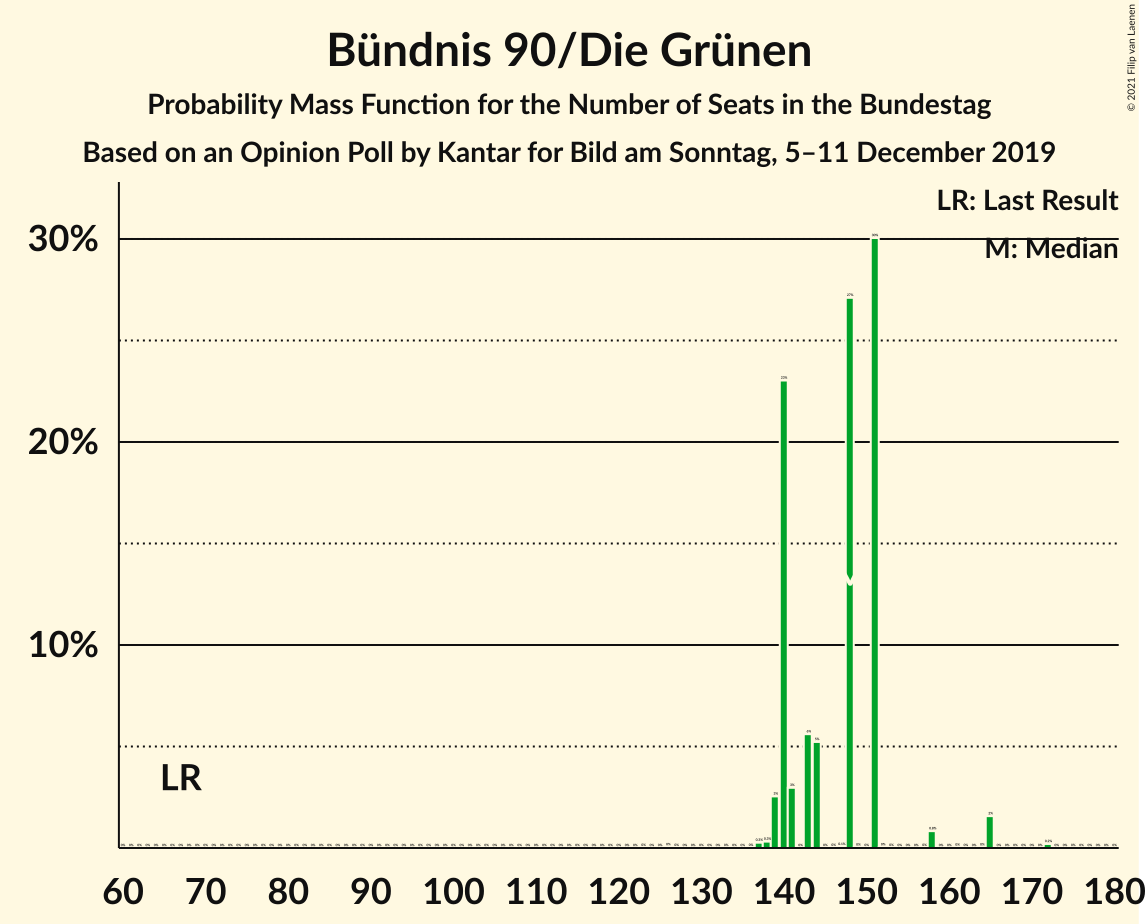 Bündnis 90/Die Grünen
Probability Mass Function for the Number of Seats in the Bundestag
Based on an Opinion Poll by Kantar for Bild am Sonntag, 5–11 December 2019
© 2021 Filip van Laenen
LR: Last Result
M: Median
30%
20%
10%
LR
60 70 80 90 100 110 120 130 140 150 160 170 180